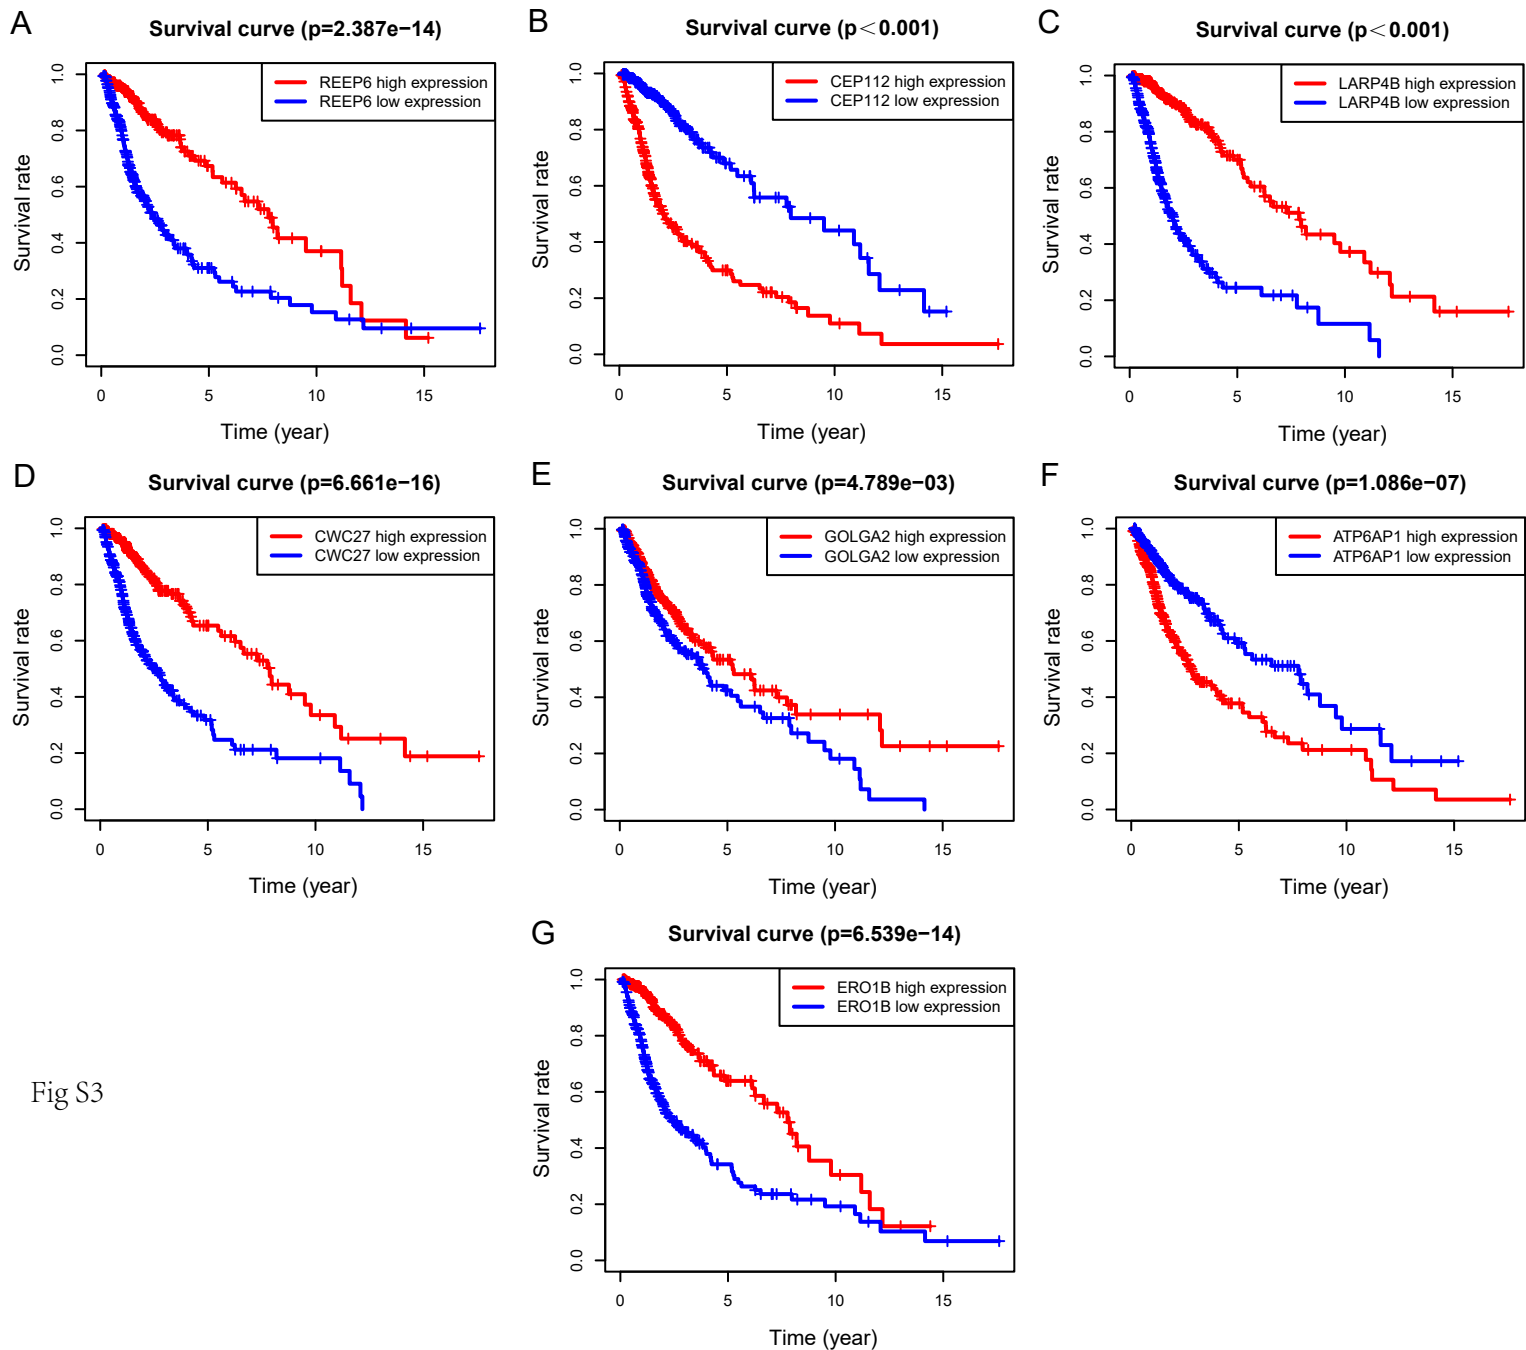 A
Survival curve (p=2.387e−14)
REEP6 high expression
REEP6 low expression
Survival rate
0.0 0.2 0.4 0.6 0.8 1.0
0 5 10 15
Time (year)
B
Survival curve (p<0.001)
CEP112 high expression
CEP112 low expression
Survival rate
0.0 0.2 0.4 0.6 0.8 1.0
0 5 10 15
Time (year)
C
Survival curve (p<0.001)
LARP4B high expression
LARP4B low expression
Survival rate
0.0 0.2 0.4 0.6 0.8 1.0
0 5 10 15
Time (year)
D
Survival curve (p=6.661e−16)
CWC27 high expression
CWC27 low expression
Survival rate
0.0 0.2 0.4 0.6 0.8 1.0
0 5 10 15
Time (year)
E
Survival curve (p=4.789e−03)
GOLGA2 high expression
GOLGA2 low expression
Survival rate
0.0 0.2 0.4 0.6 0.8 1.0
0 5 10 15
Time (year)
F
Survival curve (p=1.086e−07)
ATP6AP1 high expression
ATP6AP1 low expression
Survival rate
0.0 0.2 0.4 0.6 0.8 1.0
0 5 10 15
Time (year)
G
Survival curve (p=6.539e−14)
ERO1B high expression
ERO1B low expression
Survival rate
0.0 0.2 0.4 0.6 0.8 1.0
0 5 10 15
Time (year)
Fig S3